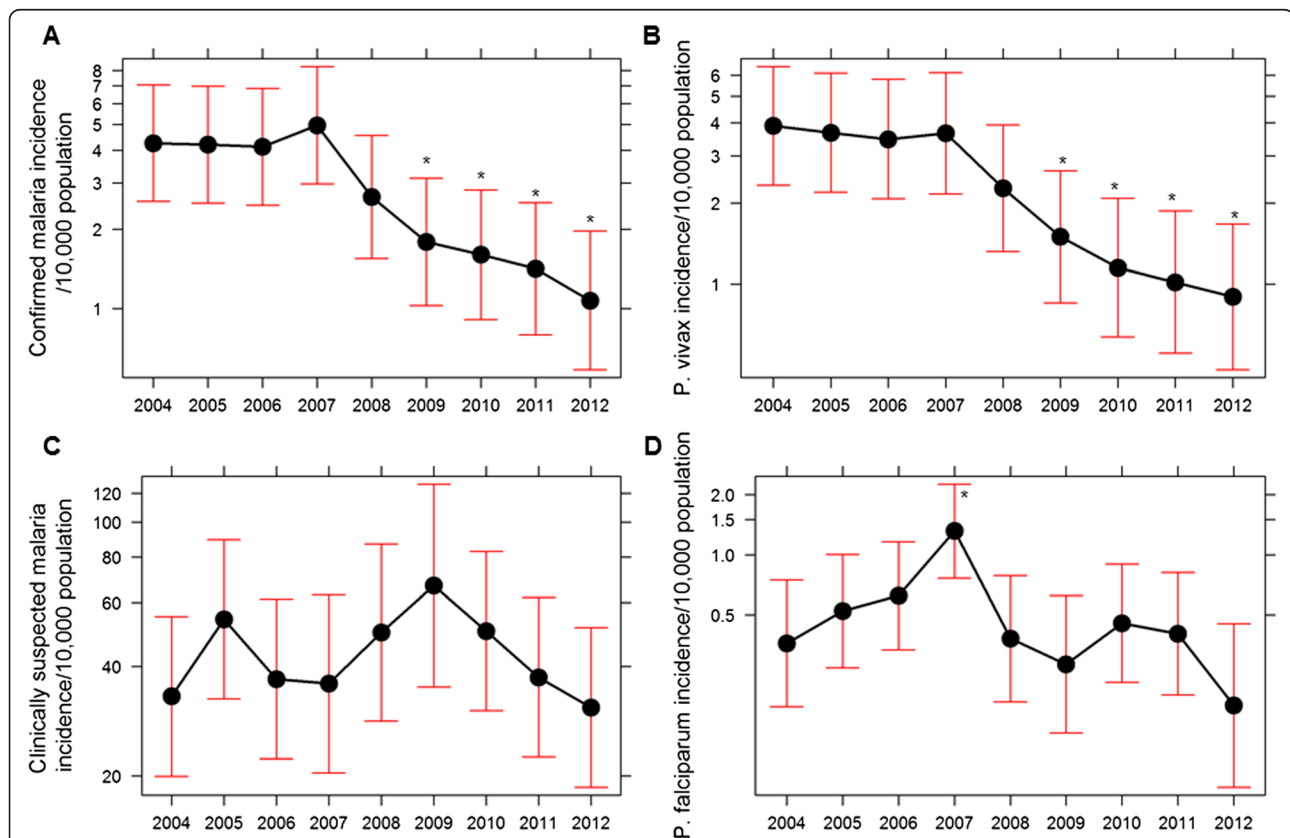 A
Confirmed malaria incidence
/10,000 population
8
7
6
5
4
3
2
1
*
*
*
*
2004 2005 2006 2007 2008 2009 2010 2011 2012
B
P. vivax incidence/10,000 population
6
5
4
3
2
1
*
*
*
*
2004 2005 2006 2007 2008 2009 2010 2011 2012
C
Clinically suspected malaria
incidence/10,000 population
120
100
80
60
40
20
2004 2005 2006 2007 2008 2009 2010 2011 2012
D
P. falciparum incidence/10,000 population
2.0
1.5
1.0
0.5
*
2004 2005 2006 2007 2008 2009 2010 2011 2012